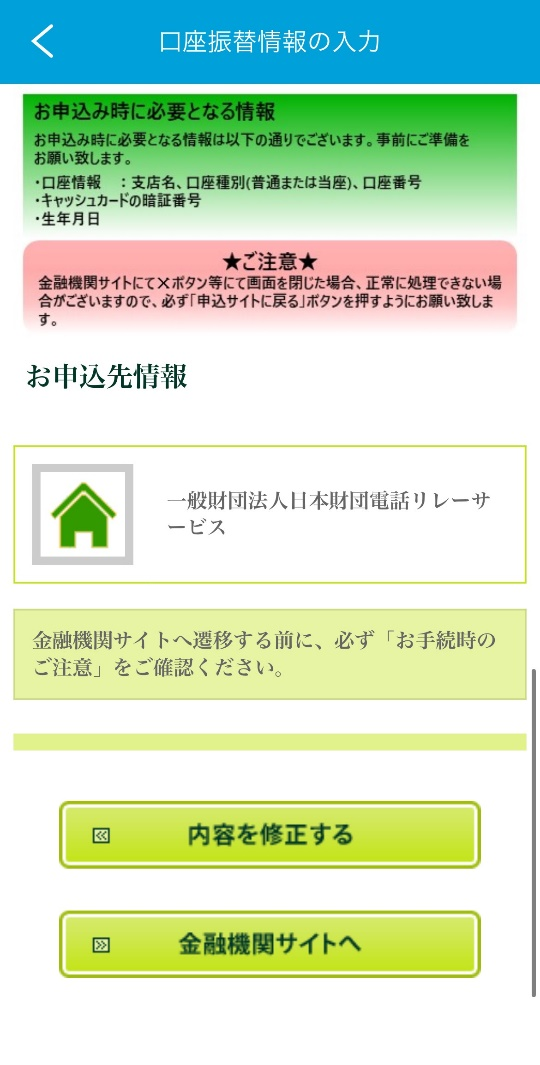 口座振替情報の入力
お申込み時に必要となる情報
お申込み時に必要となる情報は以下の通りでございます。事前にご準備を
お願い致します。
・口座情報　：支店名、口座種別(普通または当座)、口座番号
・キャッシュカードの暗証番号
・生年月日
★ご注意★
金融機関サイトにて×ボタン等にて画面を閉じた場合、正常に処理できない場
合がございますので、必ず｢申込サイトに戻る｣ボタンを押すようにお願い致しま
す。
お申込先情報
一般財団法人日本財団電話リレーサ
ービス
金融機関サイトへ遷移する前に、必ず「お手続時の
ご注意」をご確認ください。
内容を修正する
金融機関サイトへ